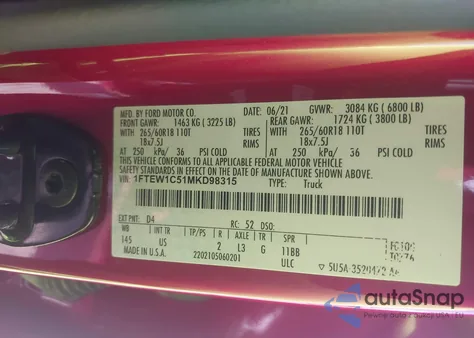 MFD. BY FORD MOTOR CO. 06/21 GVWR: 3084 KG ( 6800 LB)
FRONT GAWR: 1463 KG ( 3225 LB) REAR GAWR: 1724 KG ( 3800 LB)
WITH 265/60R18 110T TIRES WITH 265/60R18 110T TIRES
18x7.5J RIMS 18x7.5J RIMS
AT 250 kPa/ 36 PSI COLD AT 250 kPa/ 36 PSI COLD
THIS VEHICLE CONFORMS TO ALL APPLICABLE FEDERAL MOTOR VEHICLE
SAFETY STANDARDS IN EFFECT ON THE DATE OF MANUFACTURE SHOWN ABOVE.
VIN: 1FTEW1C51MKD98315 TYPE: Truck
EXT PNT: D4 RC: 52 DSO:
WB TP/PS R AXLE TR SPR
145 US 2 L3 G 11BB
MADE IN U.S.A. 2202105060201 ULC
autoSnap